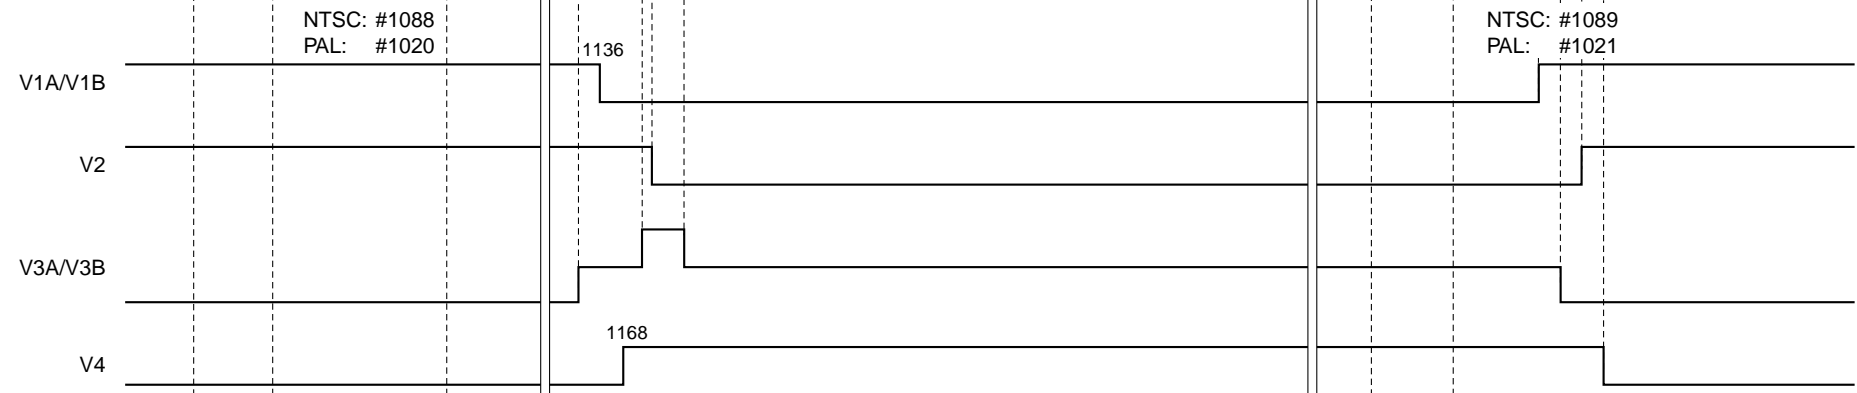 NTSC: #1088
PAL: #1020
NTSC: #1089
PAL: #1021
1136
V1A/V1B
V2
V3A/V3B
1168
V4